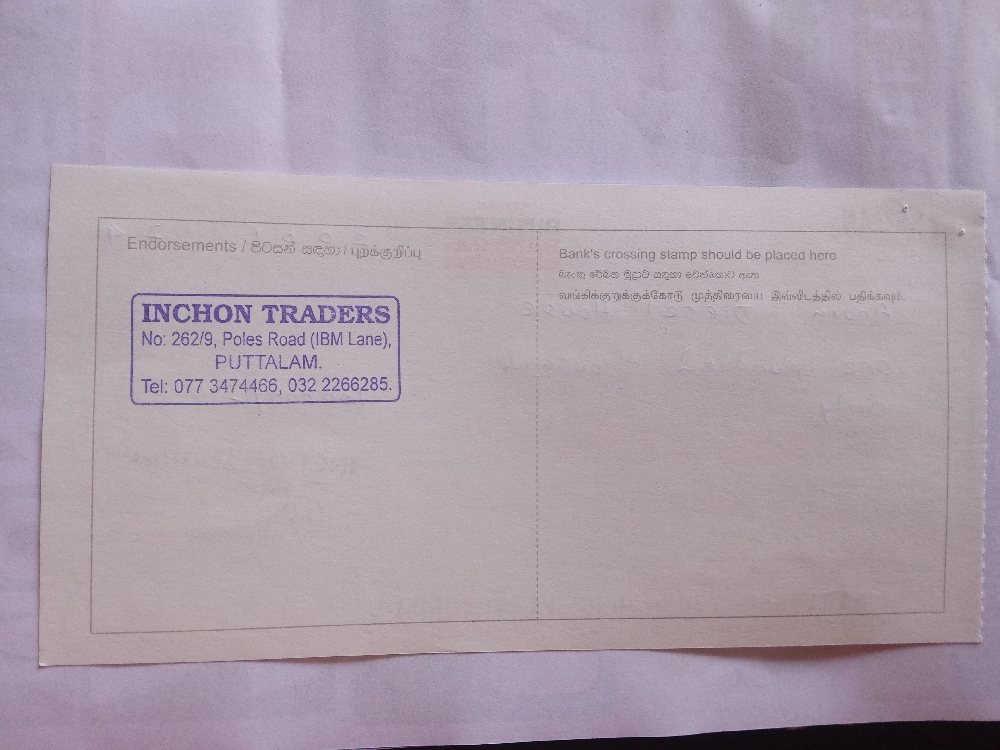 Endorsements / පිටසන් සඳහා / புறக்குறிப்பு
INCHON TRADERS
No: 262/9, Poles Road (IBM Lane),
PUTTALAM.
Tel: 077 3474466, 032 2266285.
Bank's crossing stamp should be placed here
வங்கிக்குறுக்குக்கோடு முத்திரையை இவ்விடத்தில் பதிக்கவும்.